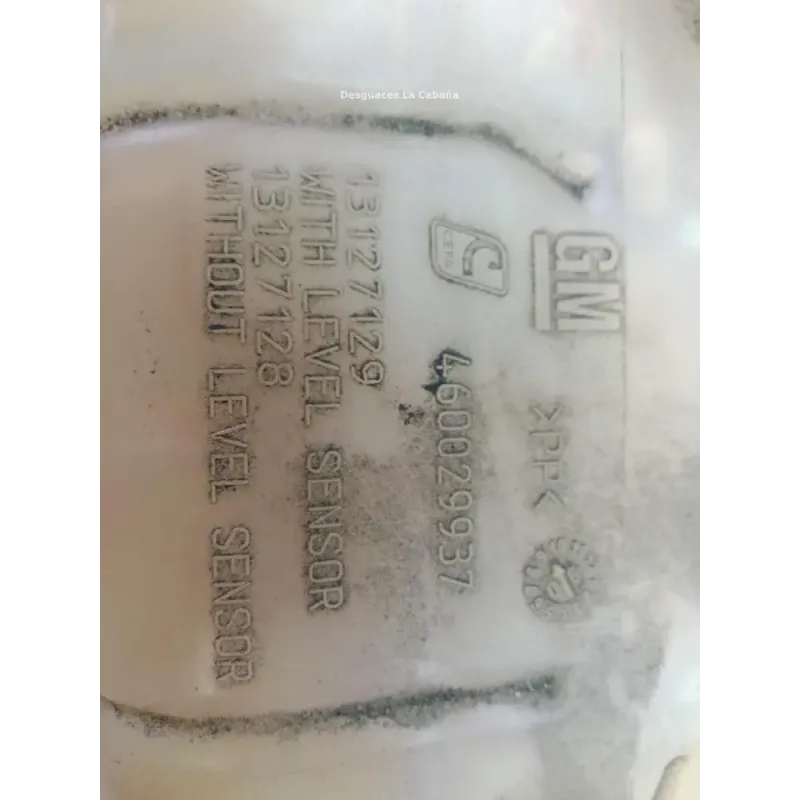 Desguaces La Cabaña
GM
>PP<
460029937
13127129
WITH LEVEL SENSOR
13127128
WITHOUT LEVEL SENSOR